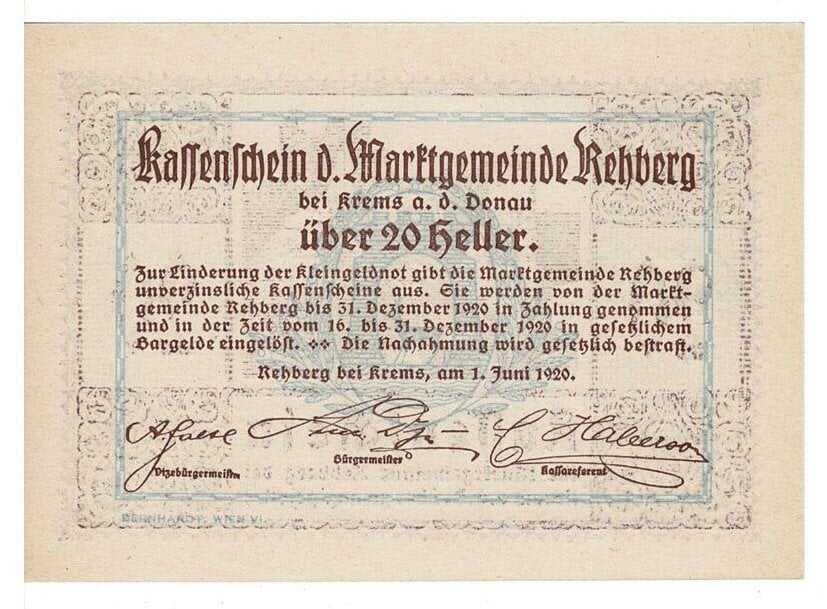 Kassenschein d. Marktgemeinde Rehberg
bei Krems a. d. Donau
über 20 Heller.
Zur Linderung der Kleingeldnot gibt die Marktgemeinde Rehberg
unverzinsliche Kassenscheine aus. Sie werden von der Markt-
gemeinde Rehberg bis 31. Dezember 1920 in Zahlung genommen
und in der Zeit vom 16. bis 31. Dezember 1920 in gesetzlichem
Bargelde eingelöst. Die Nachahmung wird gesetzlich bestraft.
Rehberg bei Krems, am 1. Juni 1920.
Vizebürgermeister
Bürgermeister
Kassareferent
BERNHARDT, WIEN VI.